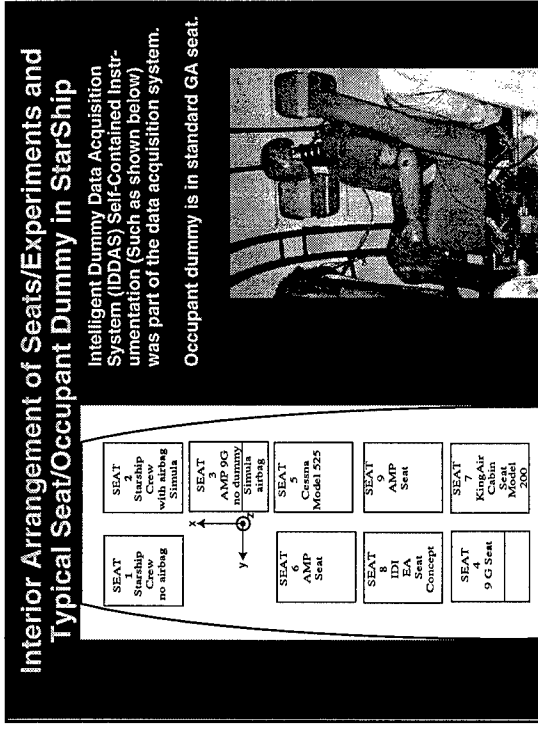 Interior Arrangement of Seats/Experiments and
Typical Seat/Occupant Dummy in StarShip
SEAT
1
Starship
Crew
no airbag
SEAT
2
Starship
Crew
with airbag
Simula
SEAT
3
AMP 9G
no dummy
Simula
airbag
x
y
z
SEAT
6
AMP
Seat
SEAT
5
Cessna
Model 525
SEAT
8
IDI
EA
Seat
Concept
SEAT
9
AMP
Seat
SEAT
4
9 G Seat
SEAT
7
KingAir
Cabin
Seat
Model
200
Intelligent Dummy Data Acquisition
System (IDDAS) Self-Contained Instr-
umentation (Such as shown below)
was part of the data acquisition system.
Occupant dummy is in standard GA seat.